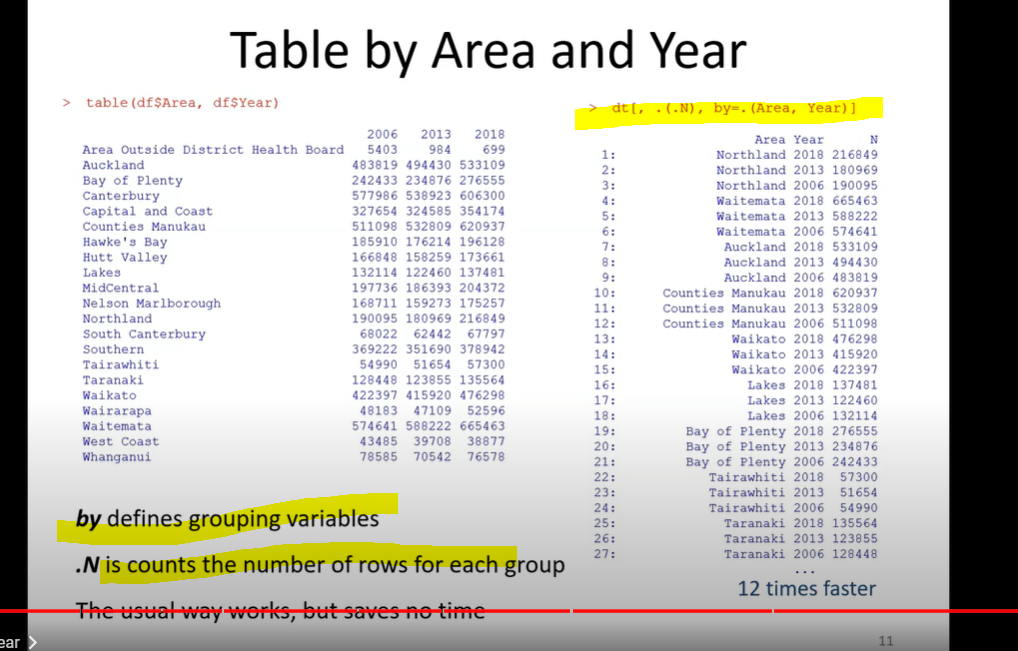 Table by Area and Year
> table(df$Area, df$Year)
2006 2013 2018
Area Outside District Health Board 5403 984 699
Auckland 483819 494430 533109
Bay of Plenty 242433 234876 276555
Canterbury 577986 538923 606300
Capital and Coast 327654 324585 354174
Counties Manukau 511098 532809 620937
Hawke's Bay 185910 176214 196128
Hutt Valley 166848 158259 173661
Lakes 132114 122460 137481
MidCentral 197736 186393 204372
Nelson Marlborough 168711 159273 175257
Northland 190095 180969 216849
South Canterbury 68022 62442 67797
Southern 369222 351690 378942
Tairawhiti 54990 51654 57300
Taranaki 128448 123855 135564
Waikato 422397 415920 476298
Wairarapa 48183 47109 52596
Waitemata 574641 588222 665463
West Coast 43485 39708 38877
Whanganui 78585 70542 76578
> dt[, .(.N), by=.(Area, Year)]
Area Year N
1: Northland 2018 216849
2: Northland 2013 180969
3: Northland 2006 190095
4: Waitemata 2018 665463
5: Waitemata 2013 588222
6: Waitemata 2006 574641
7: Auckland 2018 533109
8: Auckland 2013 494430
9: Auckland 2006 483819
10: Counties Manukau 2018 620937
11: Counties Manukau 2013 532809
12: Counties Manukau 2006 511098
13: Waikato 2018 476298
14: Waikato 2013 415920
15: Waikato 2006 422397
16: Lakes 2018 137481
17: Lakes 2013 122460
18: Lakes 2006 132114
19: Bay of Plenty 2018 276555
20: Bay of Plenty 2013 234876
21: Bay of Plenty 2006 242433
22: Tairawhiti 2018 57300
23: Tairawhiti 2013 51654
24: Tairawhiti 2006 54990
25: Taranaki 2018 135564
26: Taranaki 2013 123855
27: Taranaki 2006 128448
...
12 times faster
by defines grouping variables
.N is counts the number of rows for each group
The usual way works, but saves no time
ear
11